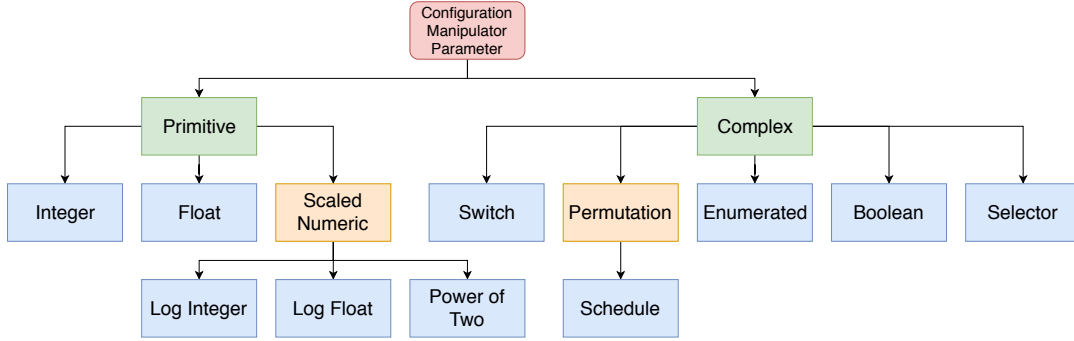 Configuration
Manipulator
Parameter
Primitive
Complex
Integer
Float
Scaled
Numeric
Switch
Permutation
Enumerated
Boolean
Selector
Log Integer
Log Float
Power of
Two
Schedule